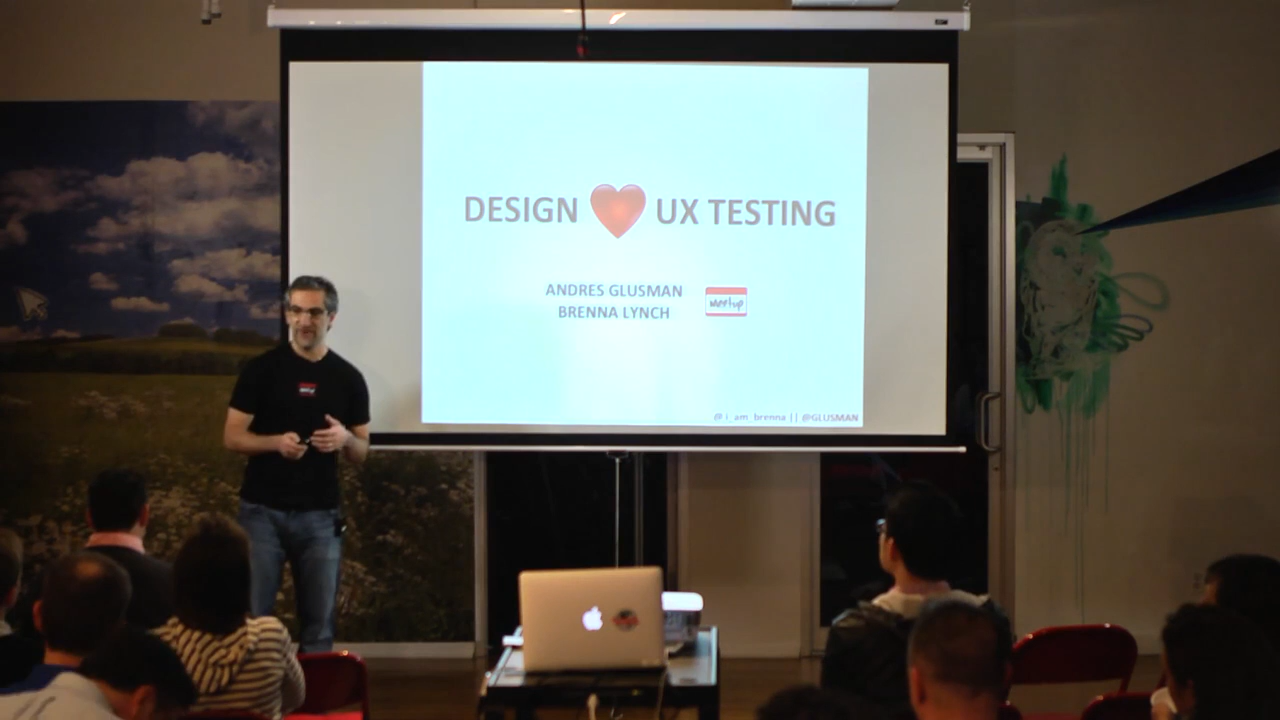 DESIGN ❤ UX TESTING
ANDRES GLUSMAN
BRENNA LYNCH
meetup
@i_am_brenna || @GLUSMAN